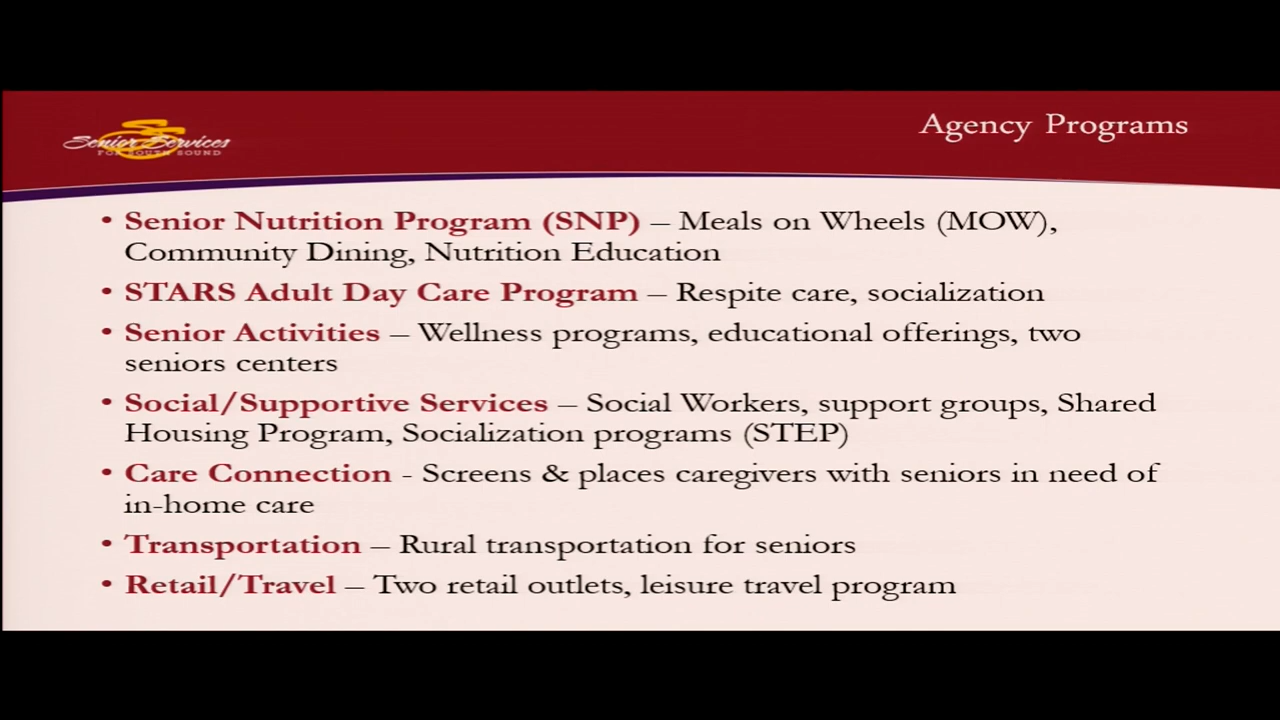 Senior Services
FOR SOUTH SOUND
Agency Programs
• Senior Nutrition Program (SNP) – Meals on Wheels (MOW),
Community Dining, Nutrition Education
• STARS Adult Day Care Program – Respite care, socialization
• Senior Activities – Wellness programs, educational offerings, two
seniors centers
• Social/Supportive Services – Social Workers, support groups, Shared
Housing Program, Socialization programs (STEP)
• Care Connection - Screens & places caregivers with seniors in need of
in-home care
• Transportation – Rural transportation for seniors
• Retail/Travel – Two retail outlets, leisure travel program